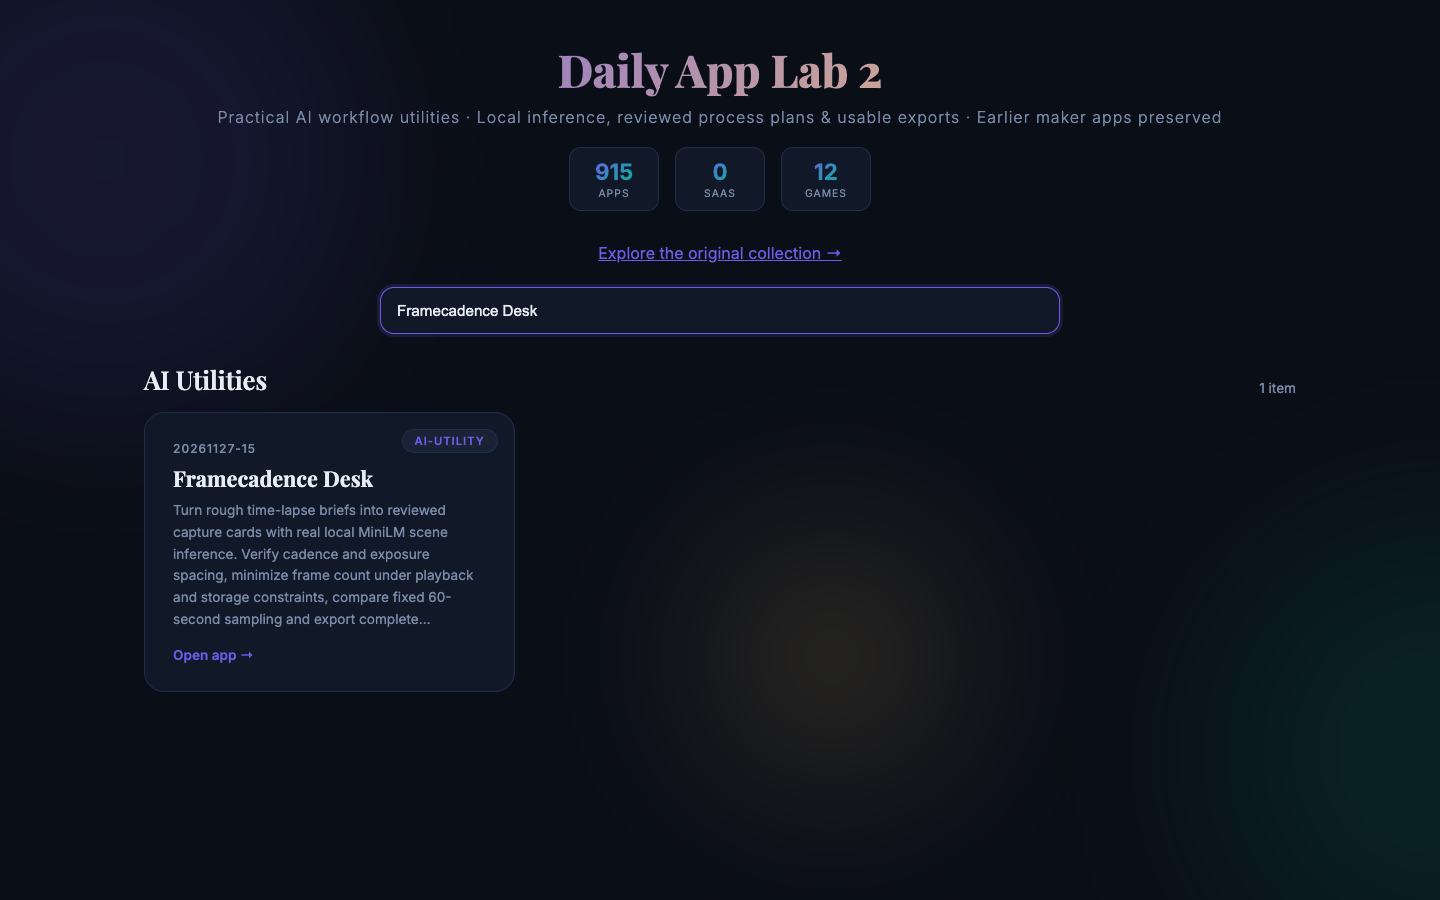 Daily App Lab 2
Practical AI workflow utilities · Local inference, reviewed process plans & usable exports · Earlier maker apps preserved
915
APPS
0
SAAS
12
GAMES
Explore the original collection →
Framecadence Desk
AI Utilities
1 item
20261127-15
AI-UTILITY
Framecadence Desk
Turn rough time-lapse briefs into reviewed
capture cards with real local MiniLM scene
inference. Verify cadence and exposure
spacing, minimize frame count under playback
and storage constraints, compare fixed 60-
second sampling and export complete...
Open app →